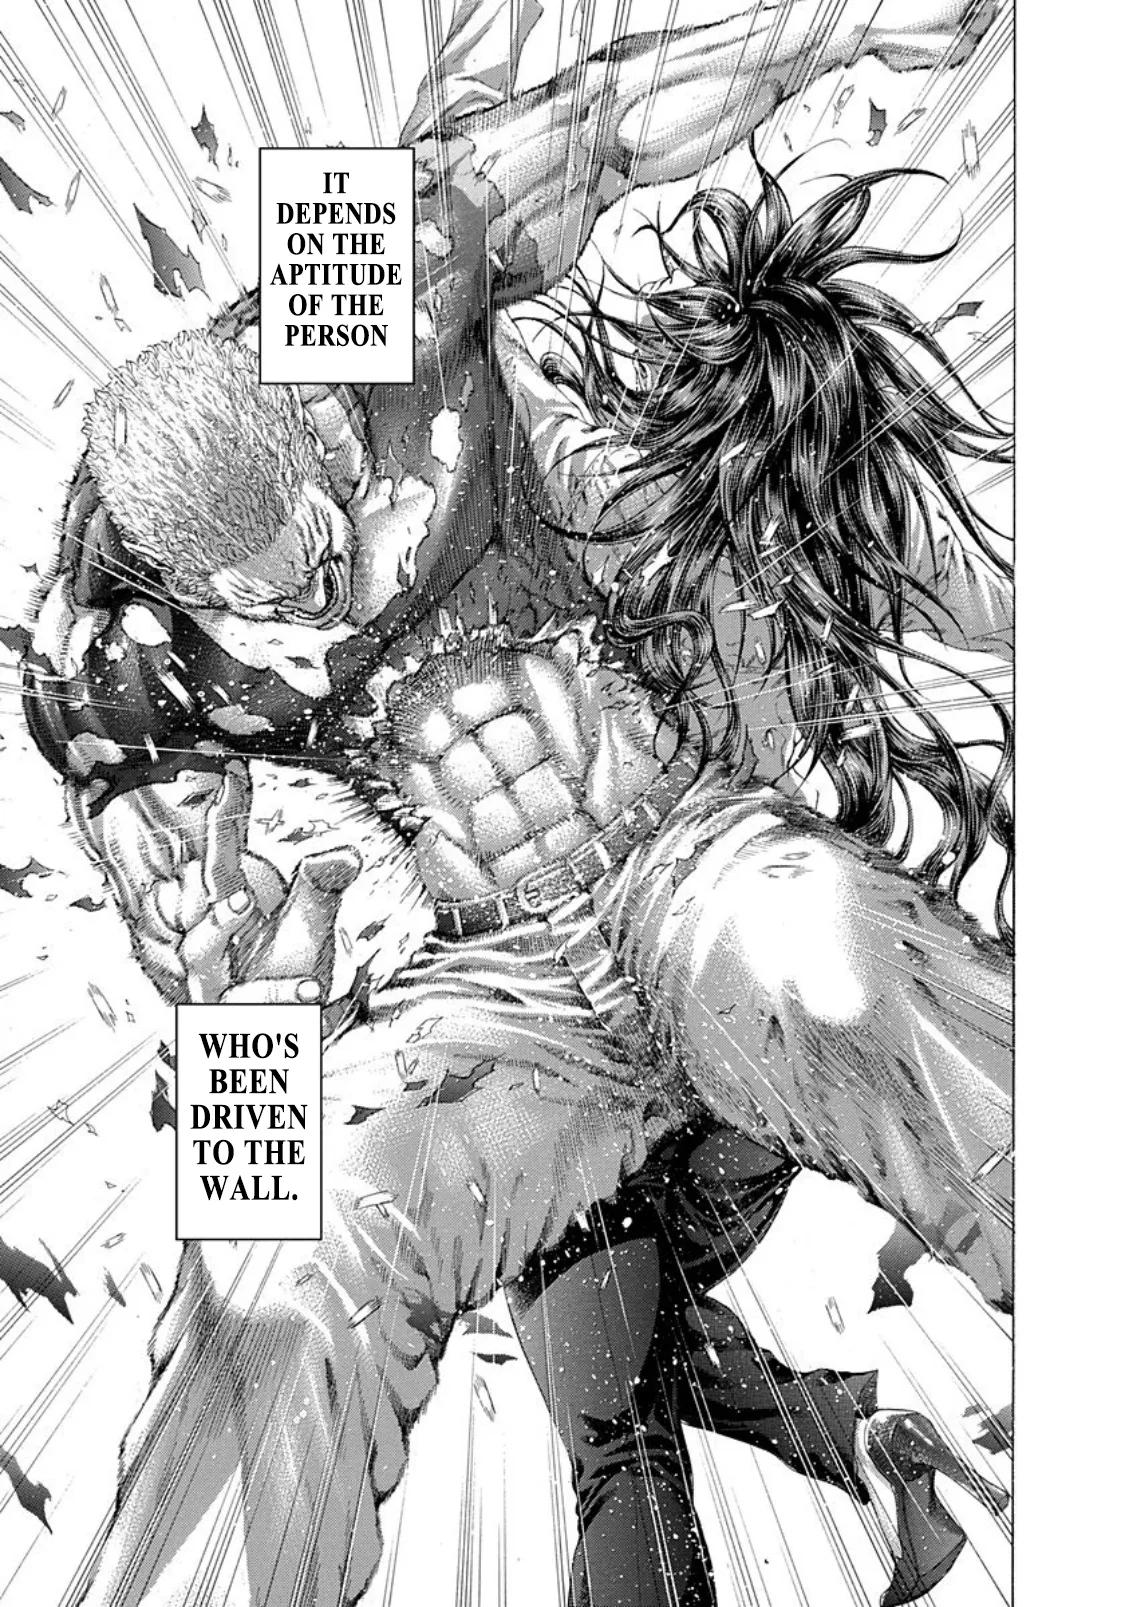 IT
DEPENDS
ON THE
APTITUDE
OF THE
PERSON
WHO'S
BEEN
DRIVEN
TO THE
WALL.